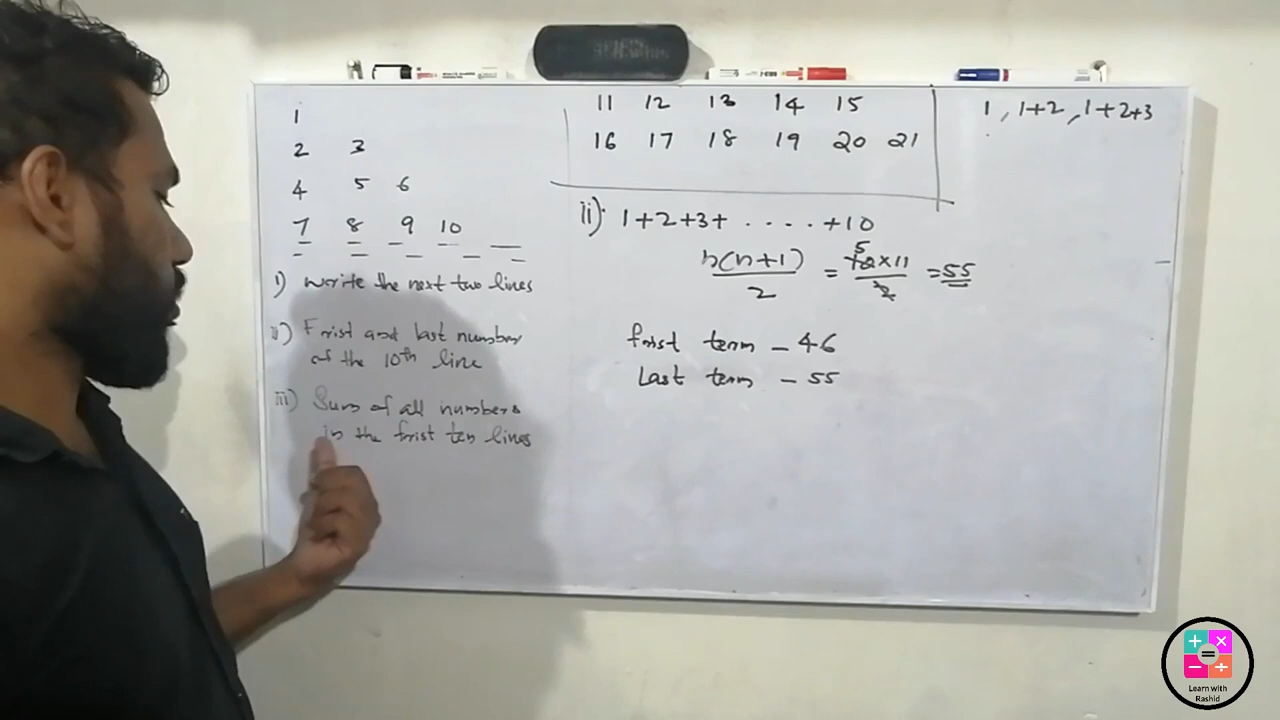 1
2 3
4 5 6
7 8 9 10
i) Write the next two lines
ii) Frist and last number
of the 10th line
iii) Sum of all numbers
in the frist ten lines
11 12 13 14 15
16 17 18 19 20 21
ii) 1+2+3+ ..... +10
n(n+1)/2 = 5 10×11/2 = 55
frist term - 46
Last term - 55
1, 1+2, 1+2+3
Learn with
Rashid